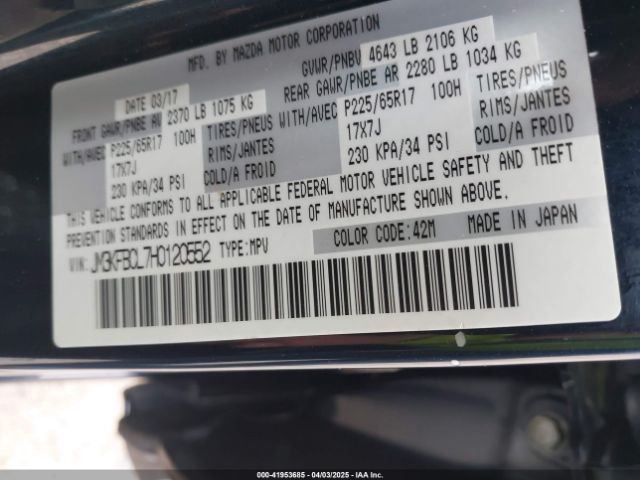 MFD. BY MAZDA MOTOR CORPORATION
DATE 03/17
GVWR/PNBV 4643 LB 2106 KG
FRONT GAWR/PNBE AV 2370 LB 1075 KG
REAR GAWR/PNBE AR 2280 LB 1034 KG
WITH/AVEC P225/65R17 100H TIRES/PNEUS WITH/AVEC P225/65R17 100H TIRES/PNEUS
17X7J RIMS/JANTES 17X7J RIMS/JANTES
230 KPA/34 PSI COLD/A FROID 230 KPA/34 PSI COLD/A FROID
THIS VEHICLE CONFORMS TO ALL APPLICABLE FEDERAL MOTOR VEHICLE SAFETY AND THEFT
PREVENTION STANDARDS IN EFFECT ON THE DATE OF MANUFACTURE SHOWN ABOVE.
VIN: JM3KFBCL7H0120552 TYPE:MPV COLOR CODE:42M MADE IN JAPAN
00-41953685 - 04/03/2025 - IAA Inc.